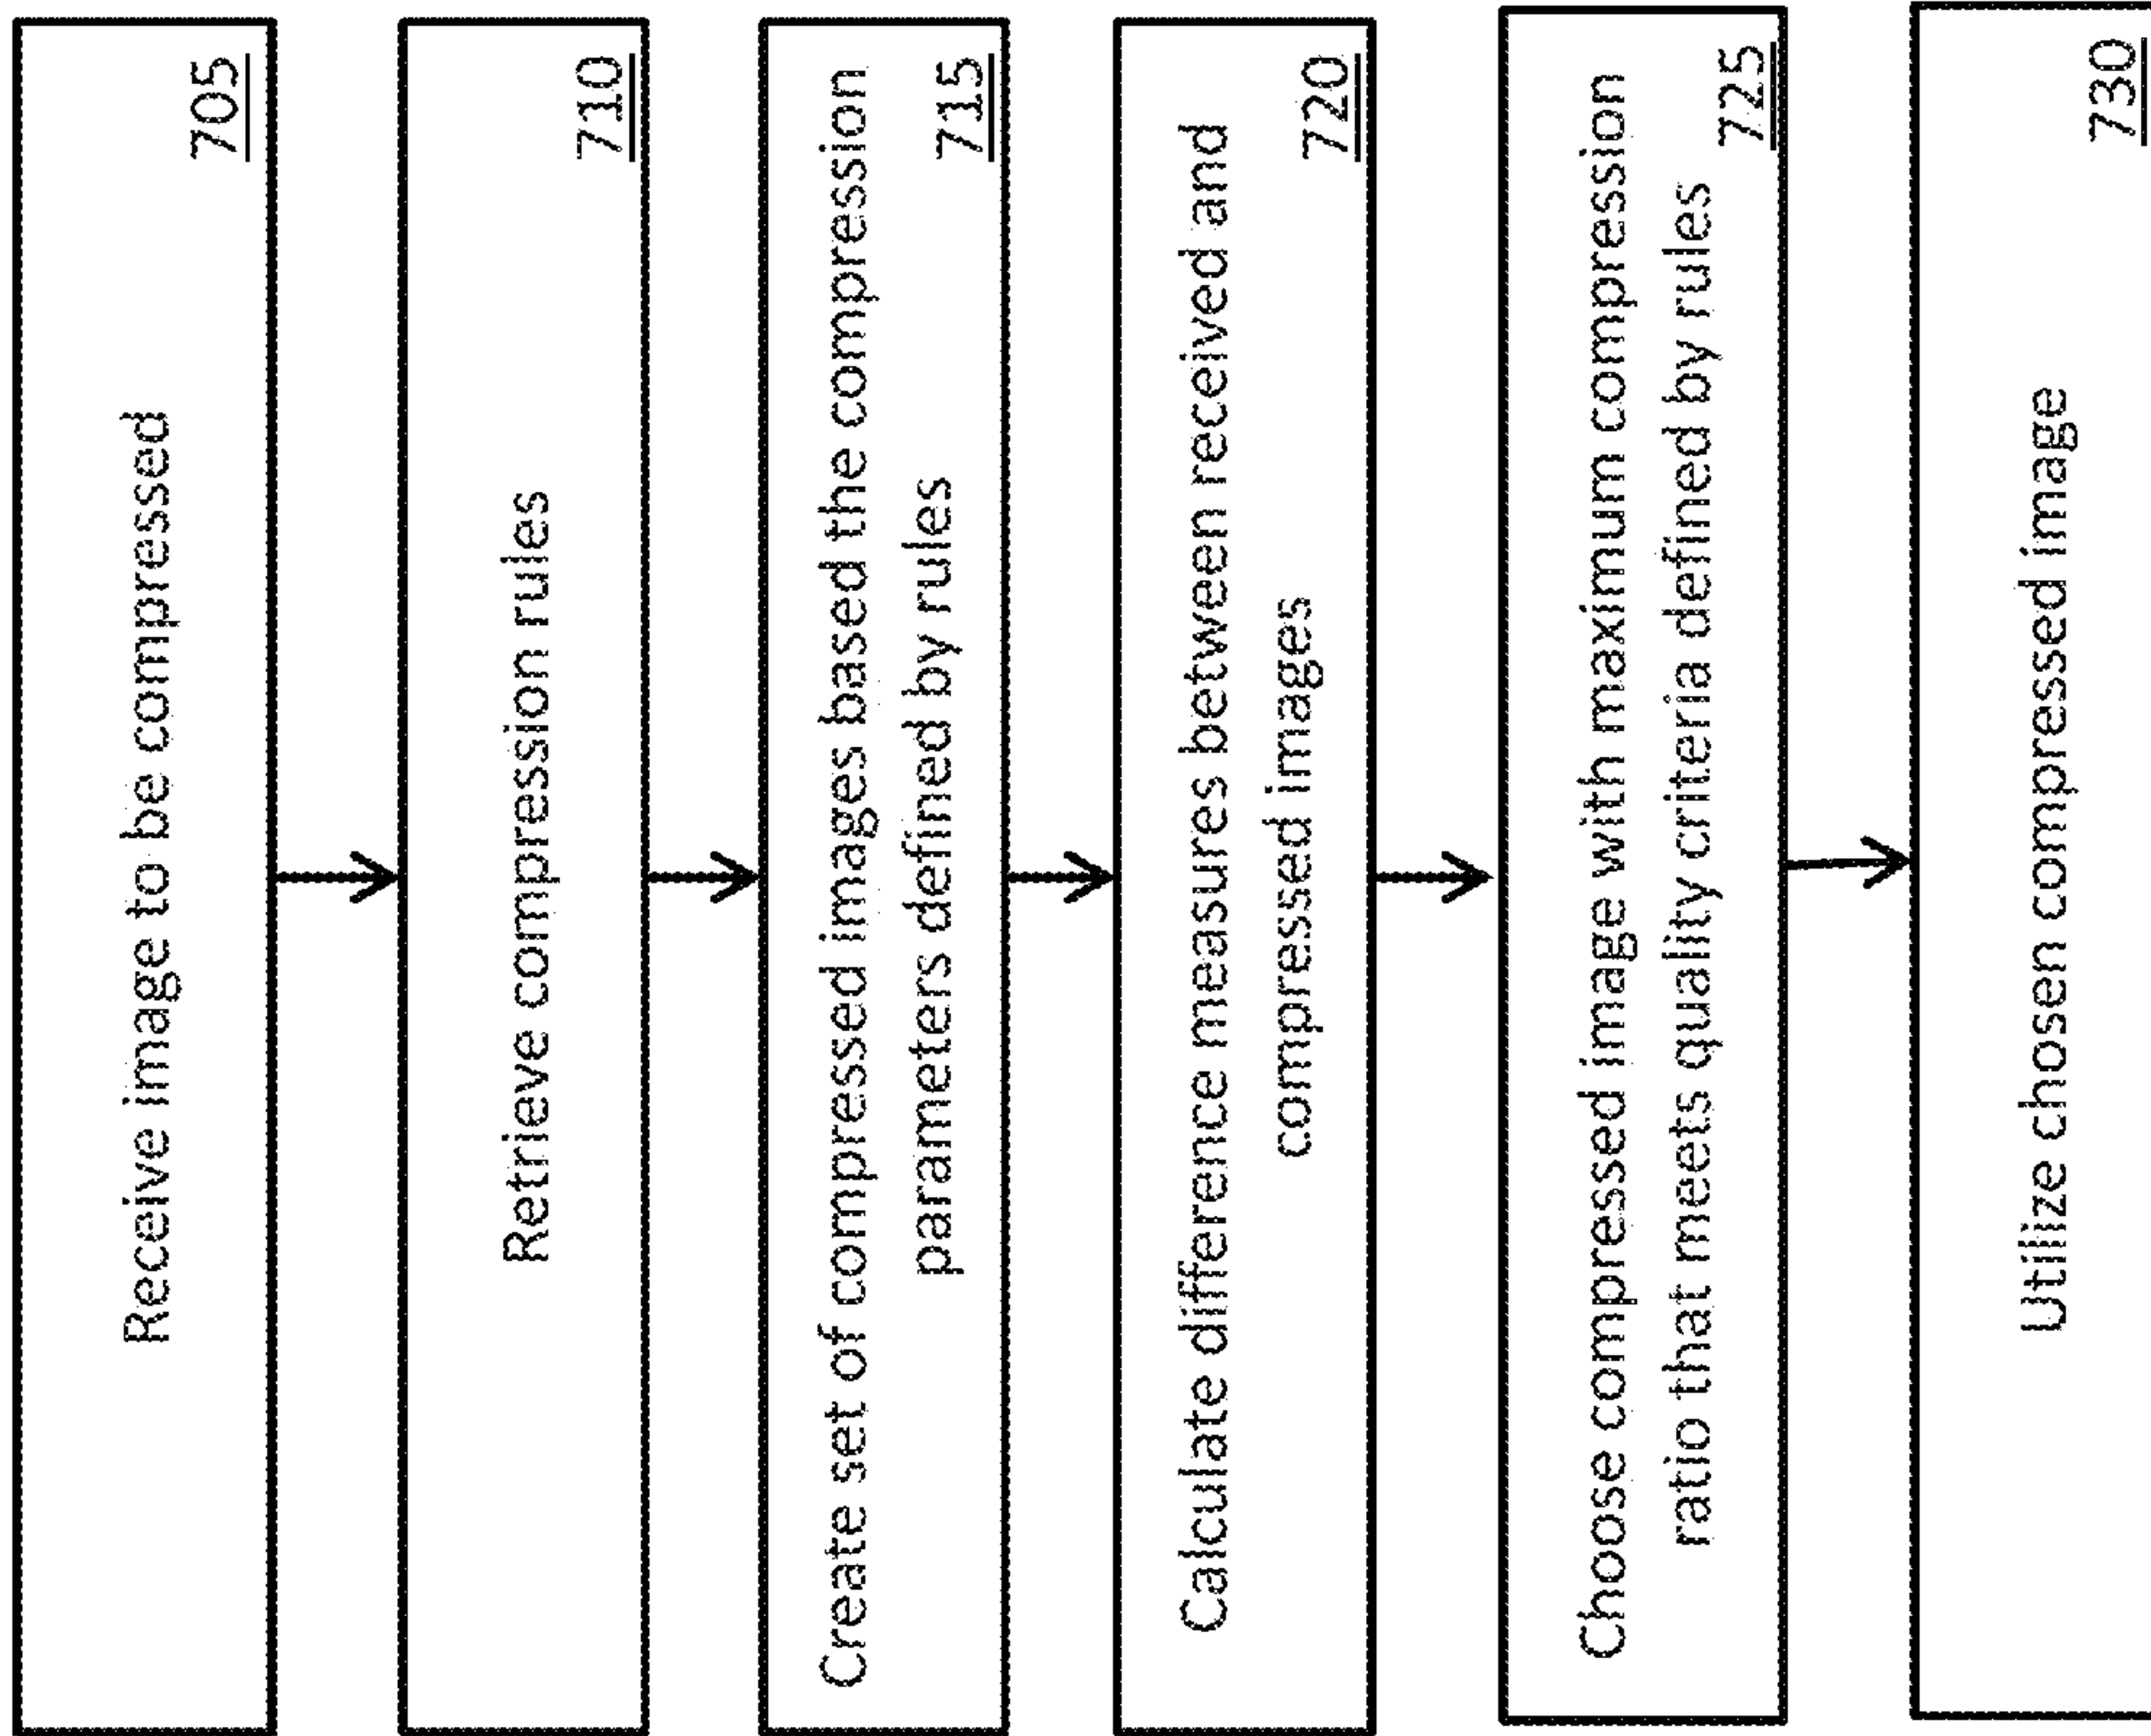 Receive image to be compressed
705
Retrieve compression rules
710
Create set of compressed images based the compression
parameters defined by rules
715
Calculate difference measures between received and
compressed images
720
Choose compressed image with maximum compression
ratio that meets quality criteria defined by rules
725
Utilize chosen compressed image
730